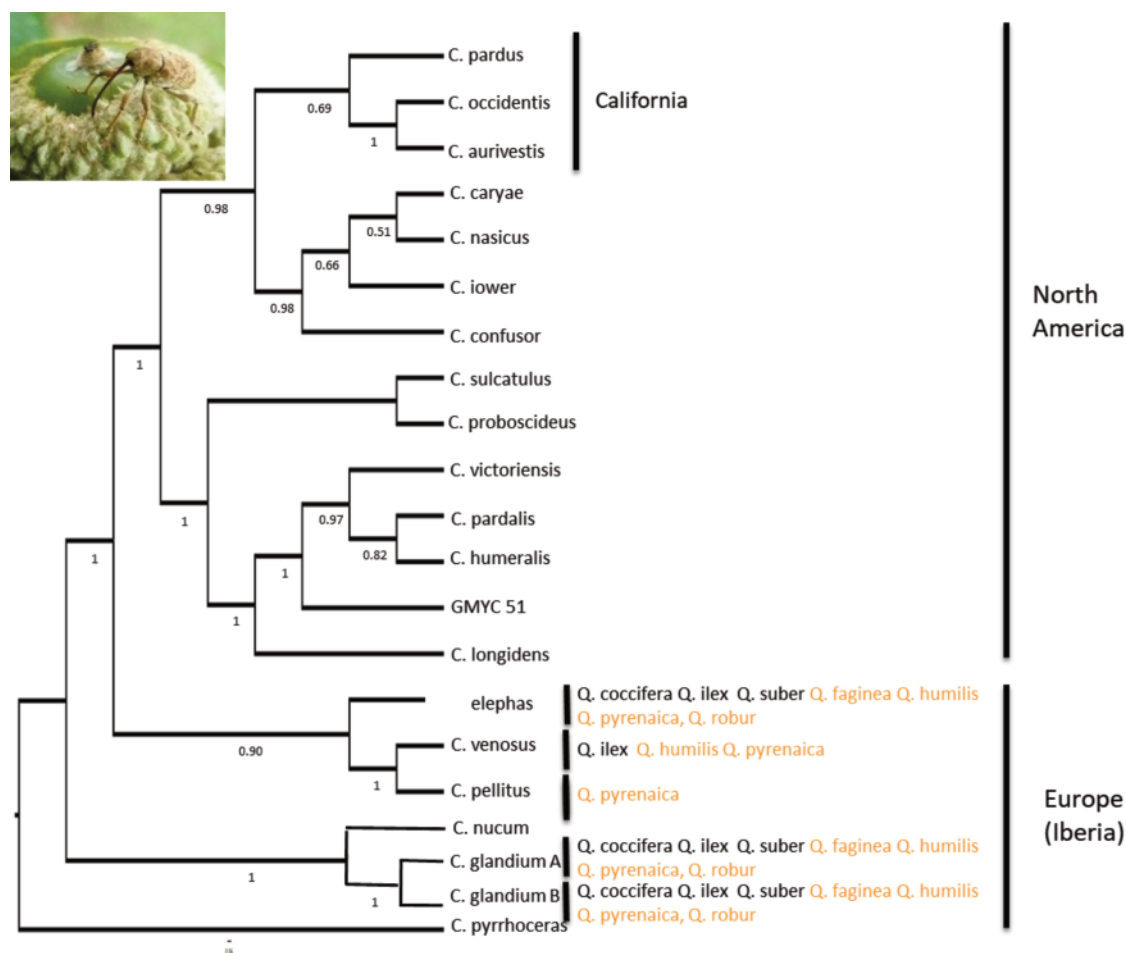 C. pardus
0.69
C. occidentis
California
1
C. aurivestis
C. caryae
0.98
0.51
C. nasicus
0.66
C. iower
0.98
North
America
C. confusor
1
C. sulcatulus
C. proboscideus
C. victoriensis
1
0.97
C. pardalis
0.82
C. humeralis
1
1
GMYC 51
1
C. longidens
elephas
Q. coccifera Q. ilex Q. suber Q. faginea Q. humilis
Q. pyrenaica, Q. robur
0.90
C. venosus
Q. ilex Q. humilis Q. pyrenaica
1
C. pellitus
Q. pyrenaica
Europe
(Iberia)
C. nucum
C. glandium A
Q. coccifera Q. ilex Q. suber Q. faginea Q. humilis
Q. pyrenaica, Q. robur
1
1
C. glandium B
Q. coccifera Q. ilex Q. suber Q. faginea Q. humilis
Q. pyrenaica, Q. robur
C. pyrrhoceras